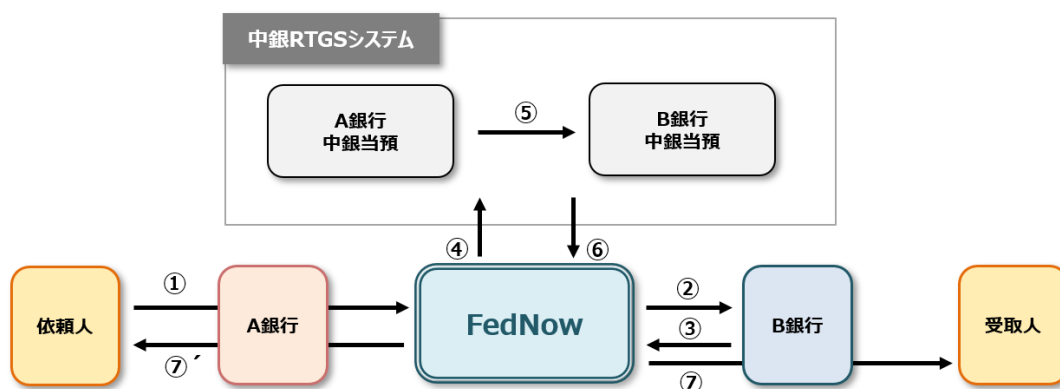 中銀RTGSシステム
A銀行
中銀当預
⑤
B銀行
中銀当預
④
⑥
依頼人
①
⑦´
A銀行
FedNow
②
③
⑦
B銀行
受取人